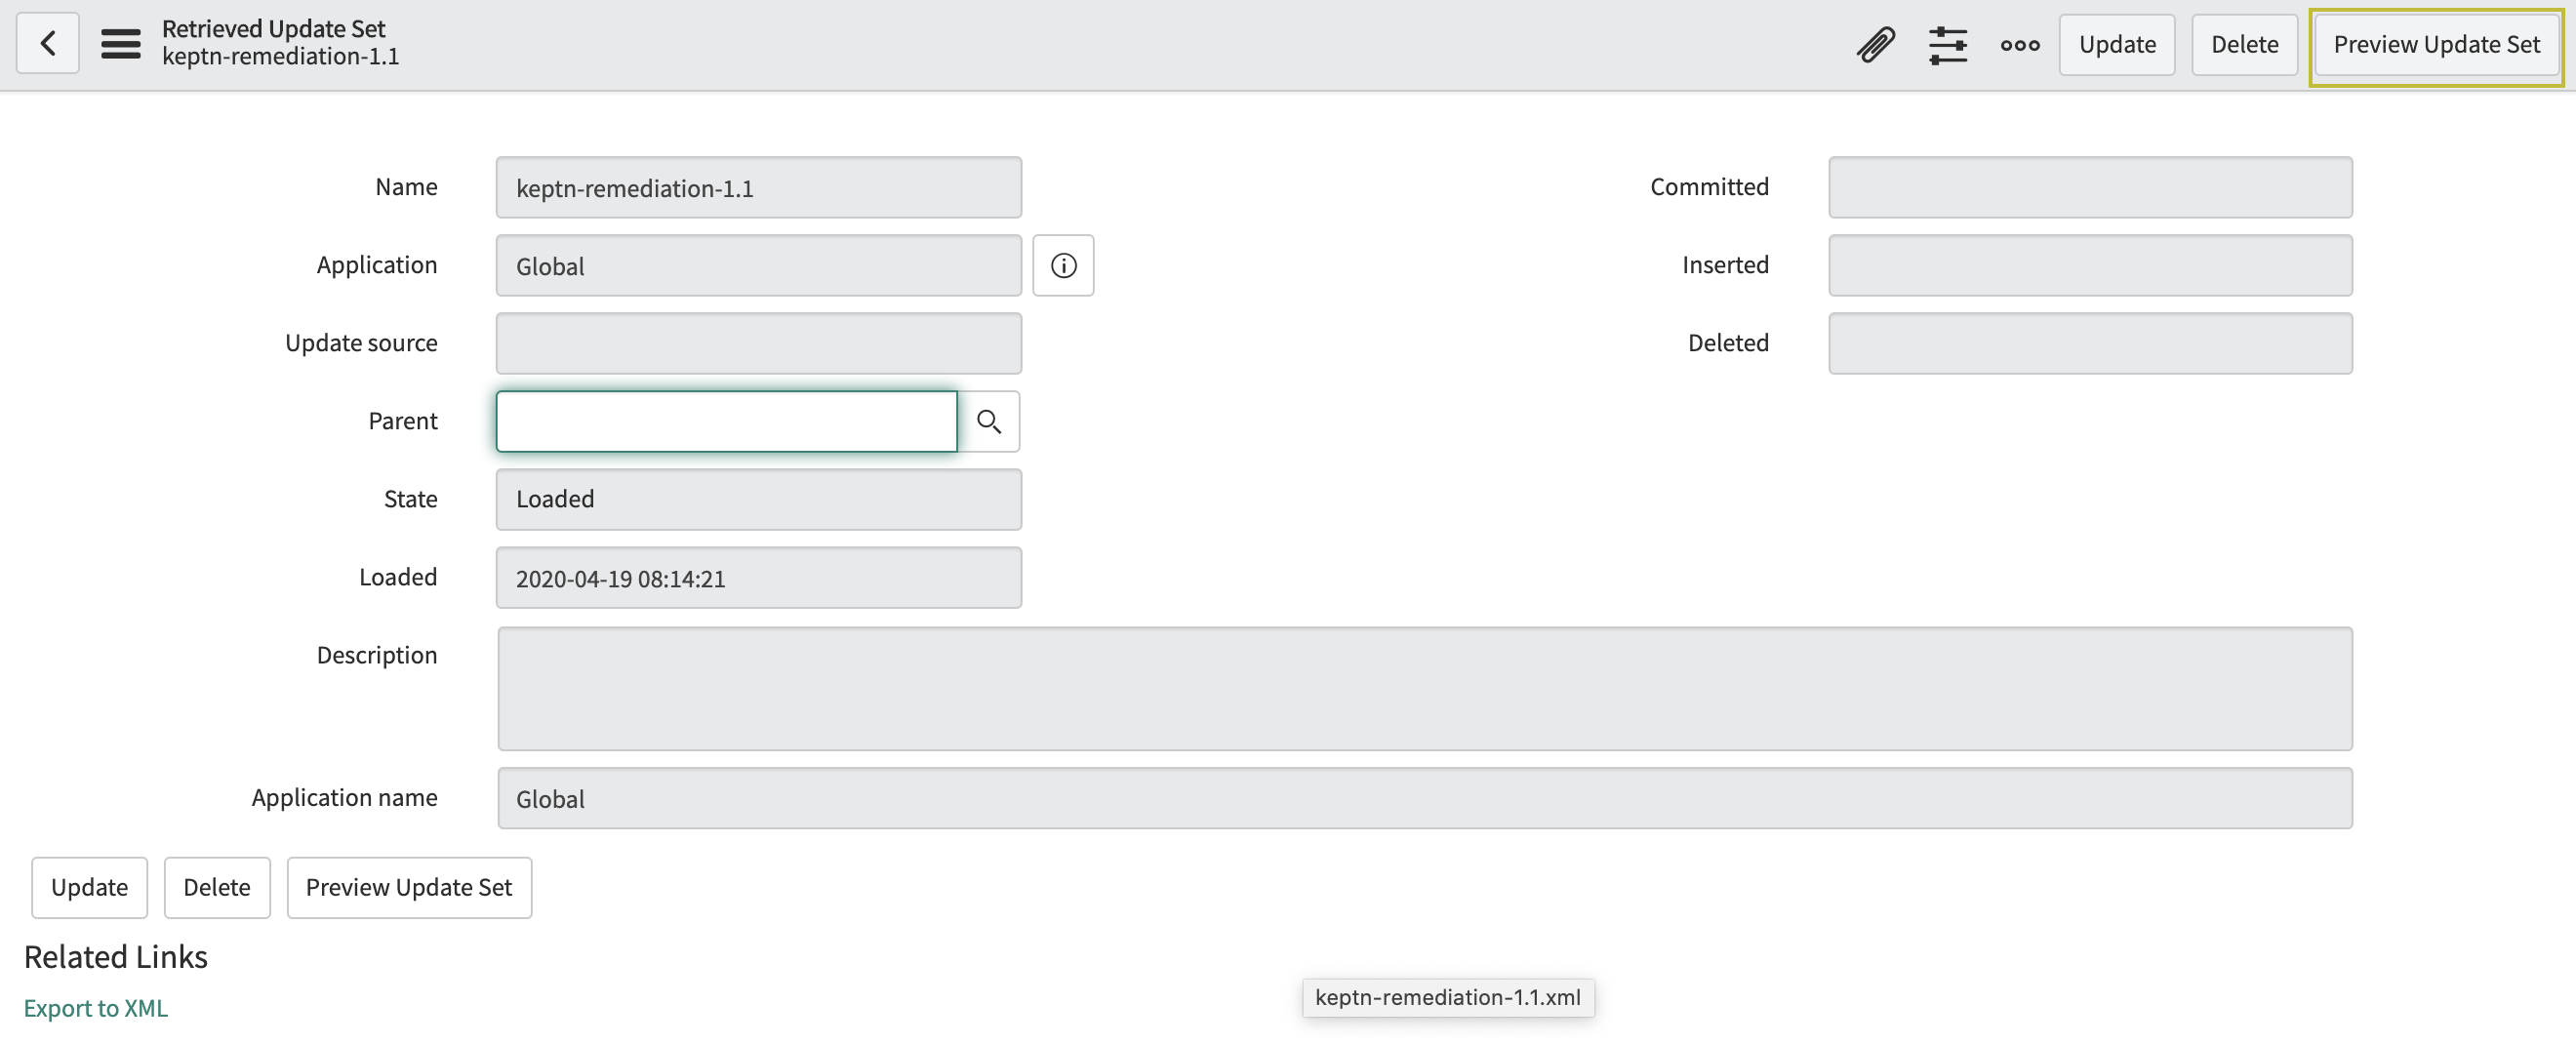 Retrieved Update Set
keptn-remediation-1.1
Update
Delete
Preview Update Set
Name
keptn-remediation-1.1
Application
Global
Update source
Parent
State
Loaded
Loaded
2020-04-19 08:14:21
Description
Application name
Global
Committed
Inserted
Deleted
Update
Delete
Preview Update Set
Related Links
Export to XML
keptn-remediation-1.1.xml